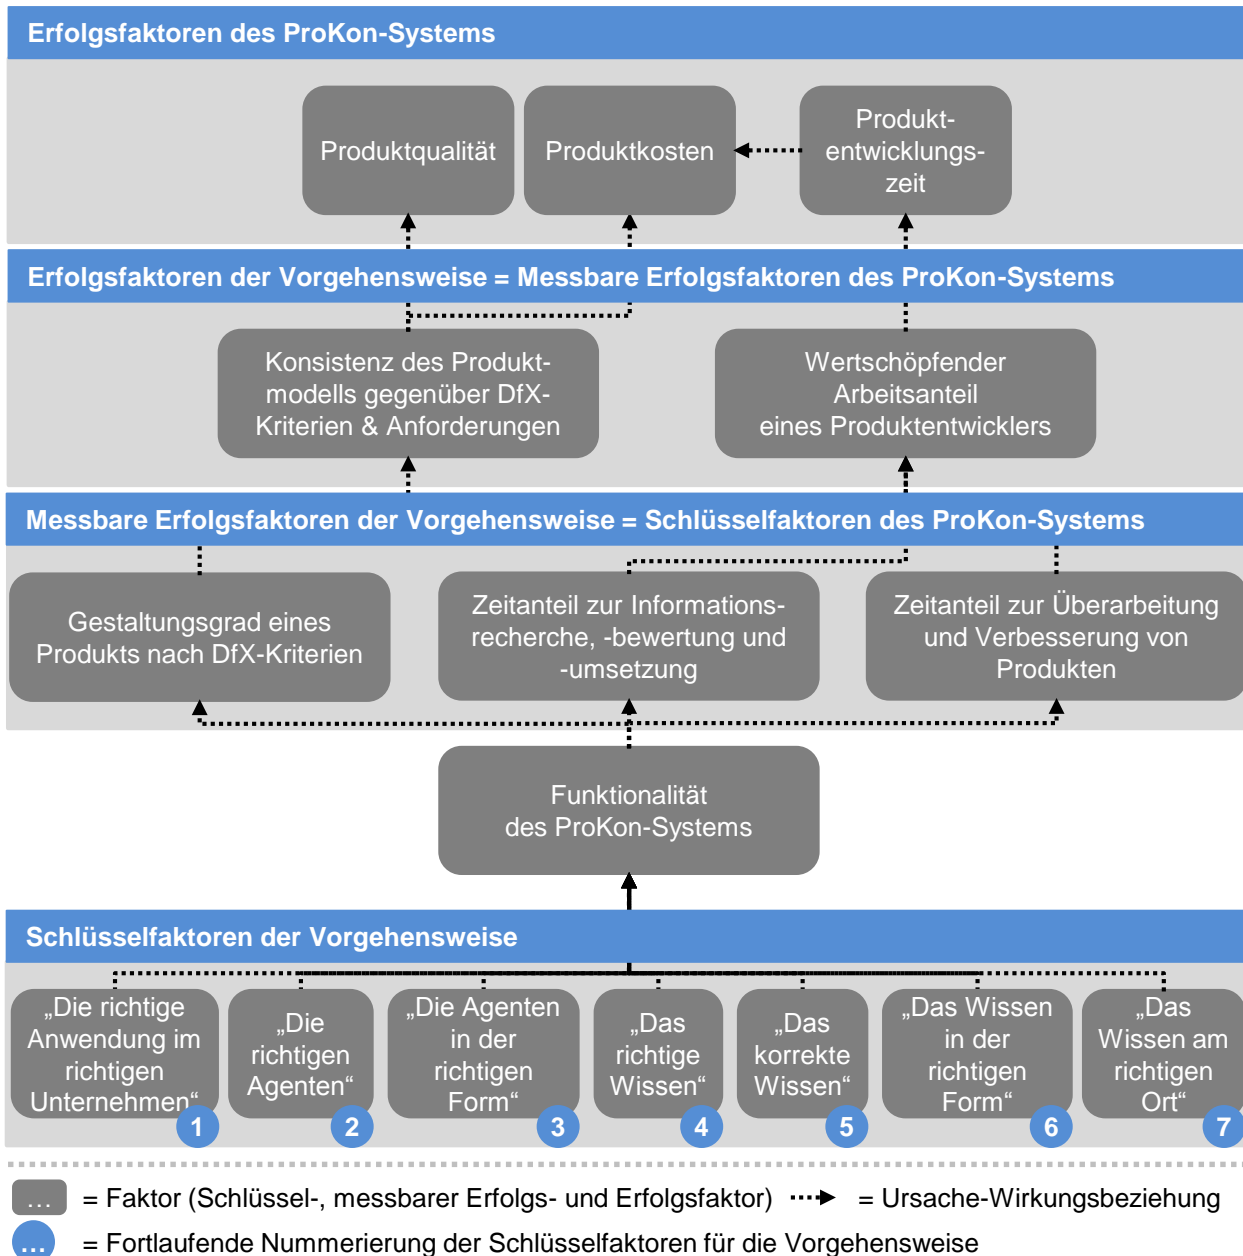 Erfolgsfaktoren des ProKon-Systems
Produktqualität
Produktkosten
Produkt-
entwicklungs-
zeit
Erfolgsfaktoren der Vorgehensweise = Messbare Erfolgsfaktoren des ProKon-Systems
Konsistenz des Produkt-
modells gegenüber DfX-
Kriterien & Anforderungen
Wertschöpfender
Arbeitsanteil
eines Produktentwicklers
Messbare Erfolgsfaktoren der Vorgehensweise = Schlüsselfaktoren des ProKon-Systems
Gestaltungsgrad eines
Produkts nach DfX-Kriterien
Zeitanteil zur Informations-
recherche, -bewertung und
-umsetzung
Zeitanteil zur Überarbeitung
und Verbesserung von
Produkten
Funktionalität
des ProKon-Systems
Schlüsselfaktoren der Vorgehensweise
„Die richtige
Anwendung im
richtigen
Unternehmen“
1
„Die
richtigen
Agenten“
2
„Die Agenten
in der
richtigen
Form“
3
„Das
richtige
Wissen“
4
„Das
korrekte
Wissen“
5
„Das Wissen
in der
richtigen
Form“
6
„Das
Wissen am
richtigen
Ort“
7
... = Faktor (Schlüssel-, messbarer Erfolgs- und Erfolgsfaktor) = Ursache-Wirkungsbeziehung
... = Fortlaufende Nummerierung der Schlüsselfaktoren für die Vorgehensweise